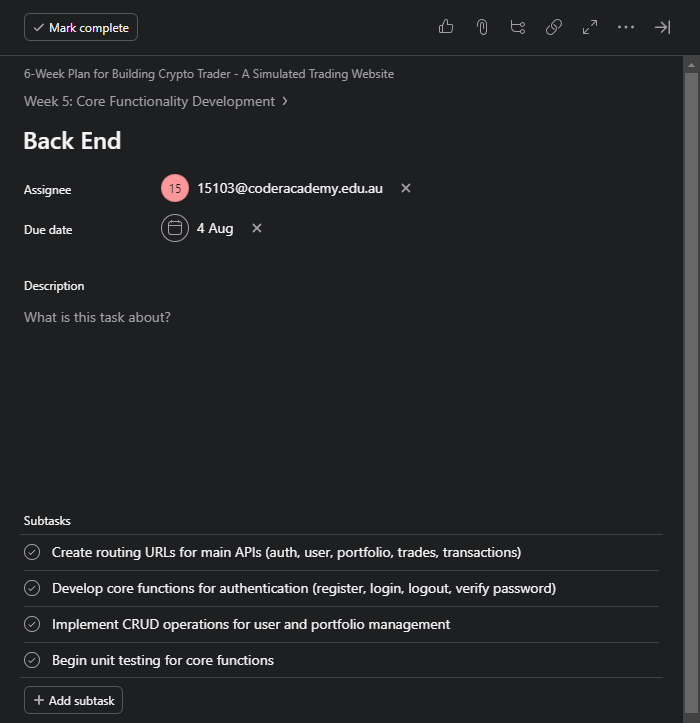 Mark complete
6-Week Plan for Building Crypto Trader - A Simulated Trading Website
Week 5: Core Functionality Development
Back End
Assignee
15
15103@coderacademy.edu.au
Due date
4 Aug
Description
What is this task about?
Subtasks
Create routing URLs for main APIs (auth, user, portfolio, trades, transactions)
Develop core functions for authentication (register, login, logout, verify password)
Implement CRUD operations for user and portfolio management
Begin unit testing for core functions
+ Add subtask